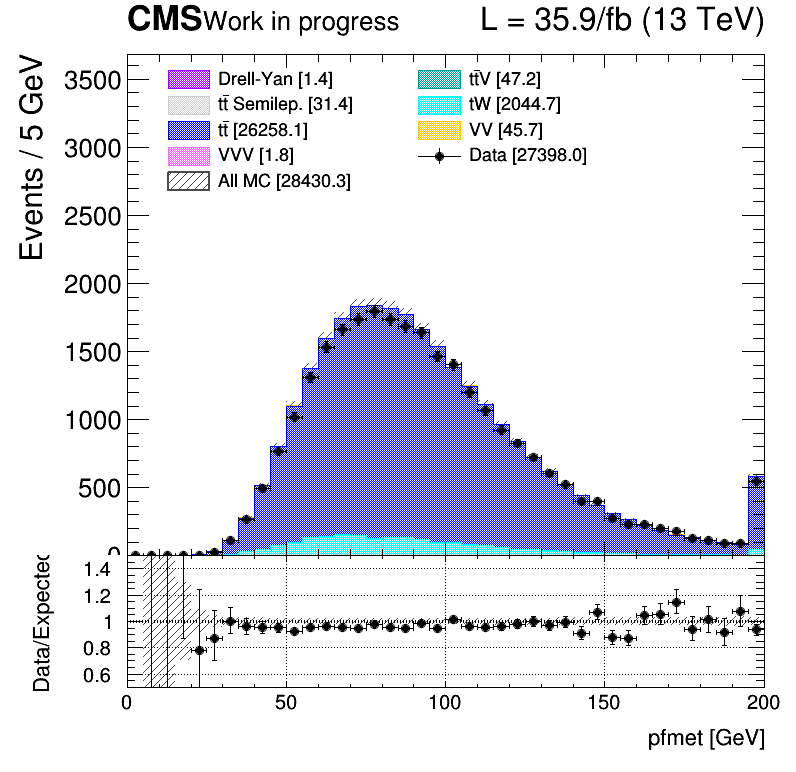 CMS Work in progress L = 35.9/fb (13 TeV)
Events / 5 GeV
3500
3000
2500
2000
1500
1000
500
0
Drell-Yan [1.4]
tt̄ Semilep. [31.4]
tt̄ [26258.1]
VVV [1.8]
All MC [28430.3]
tt̄V [47.2]
tW [2044.7]
VV [45.7]
Data [27398.0]
Data/Expected
1.4
1.2
1
0.8
0.6
0 50 100 150 200
pfmet [GeV]